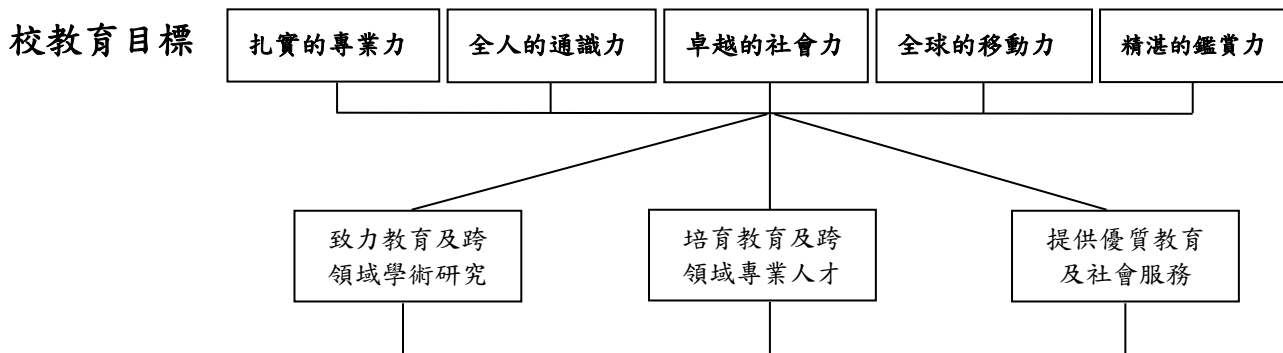 校教育目標
扎實的專業力
全人的通識力
卓越的社會力
全球的移動力
精湛的鑑賞力
致力教育及跨
領域學術研究
培育教育及跨
領域專業人才
提供優質教育
及社會服務